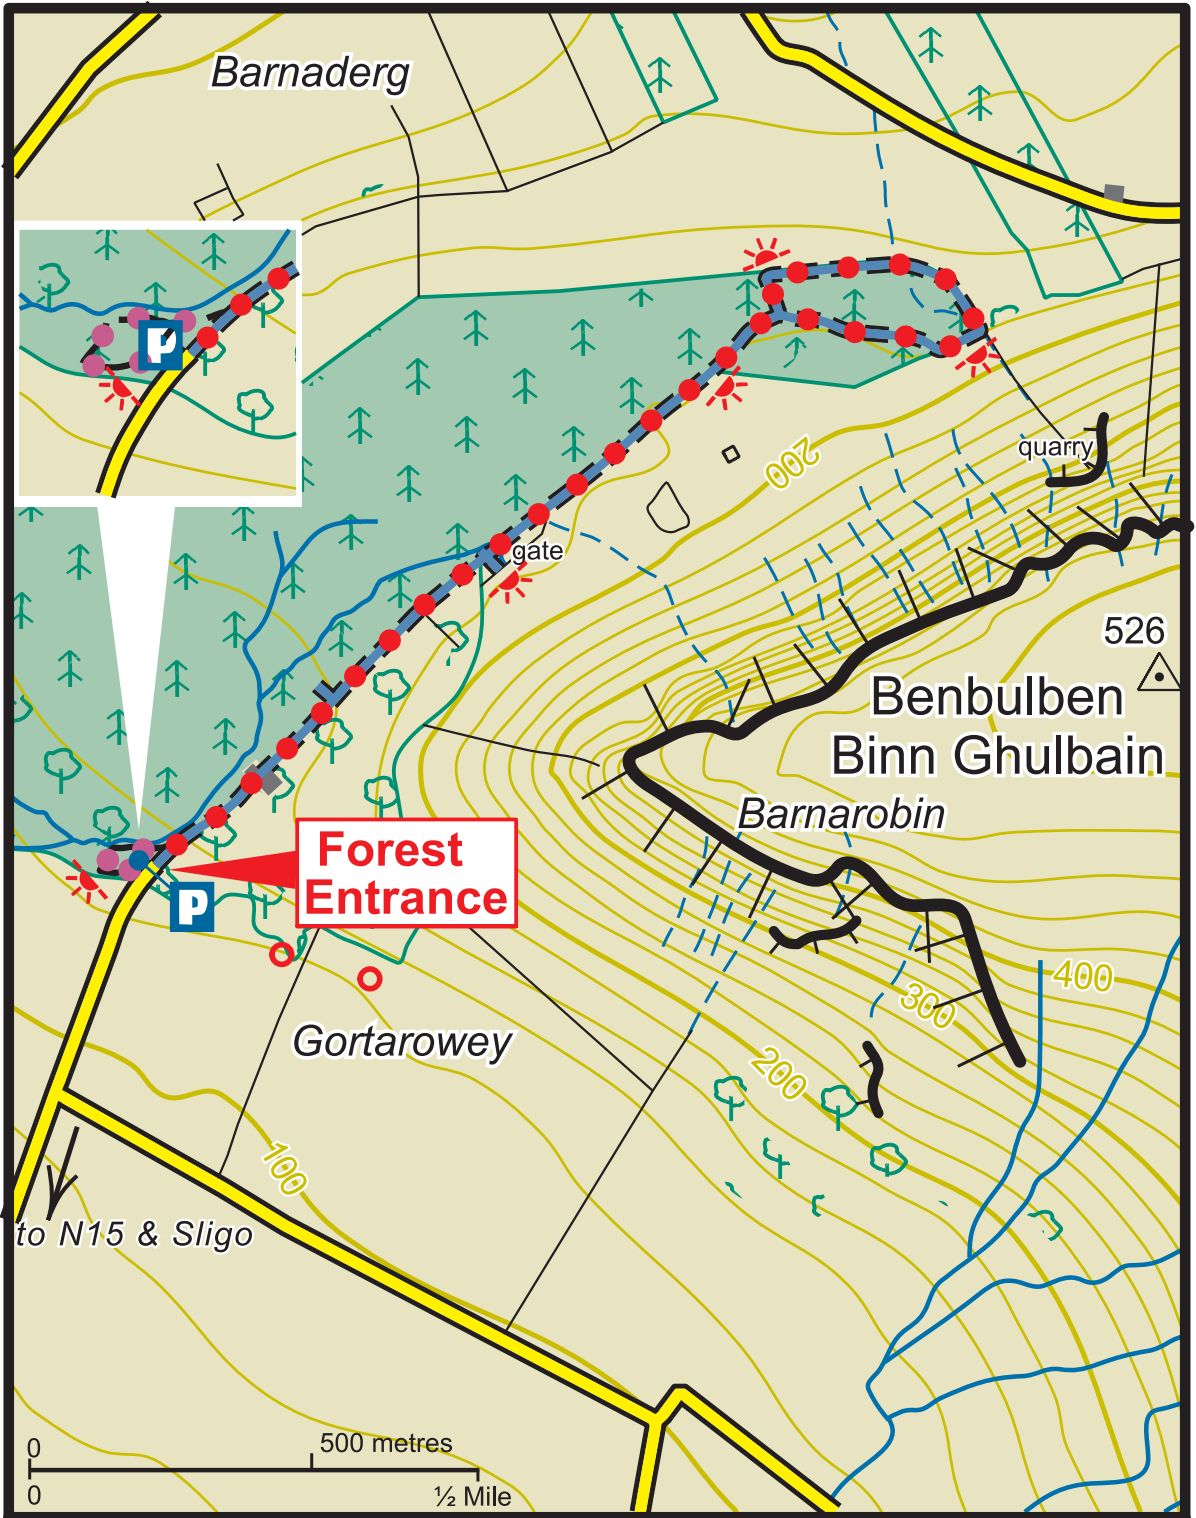 Barnaderg
P
200
quarry
gate
526
Benbulben
Binn Ghulbain
Barnarobin
Forest
Entrance
P
400
300
Gortarowey
200
100
to N15 & Sligo
0
500 metres
0
½ Mile